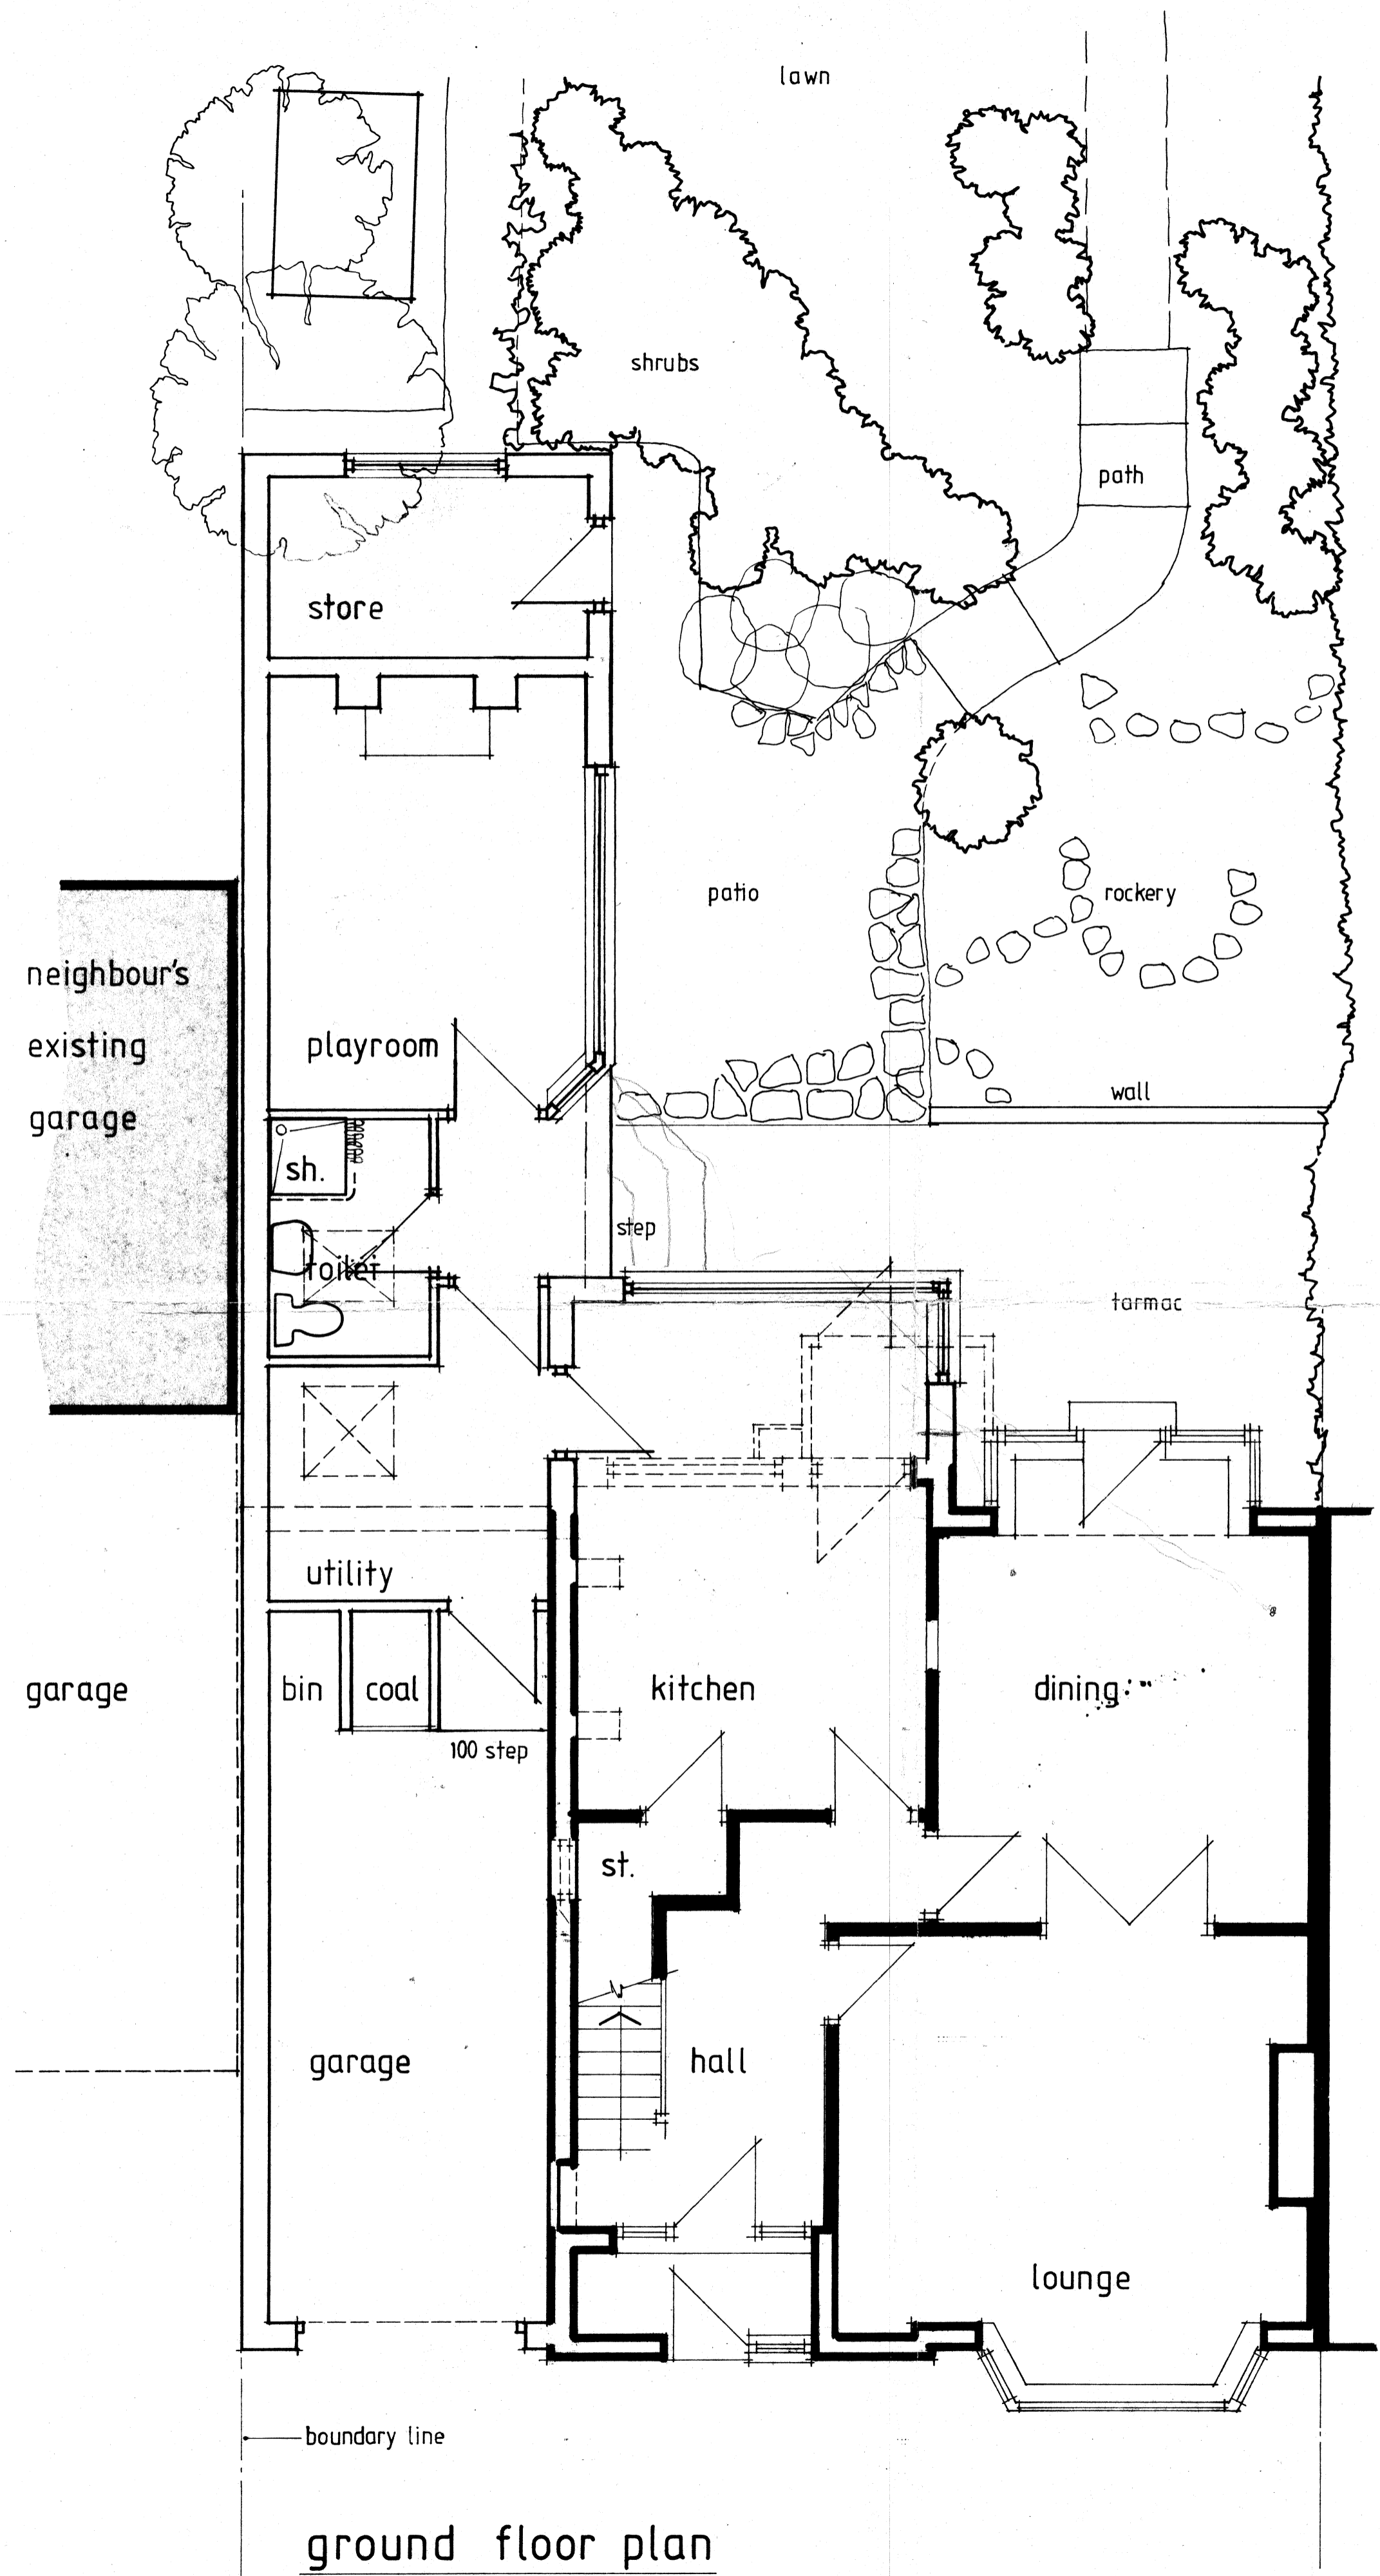 lawn
shrubs
path
store
patio
rockery
neighbour's
existing
garage
playroom
wall
sh.
step
toilet
tarmac
utility
garage
bin
coal
kitchen
dining
100 step
st.
garage
hall
lounge
boundary line
ground floor plan